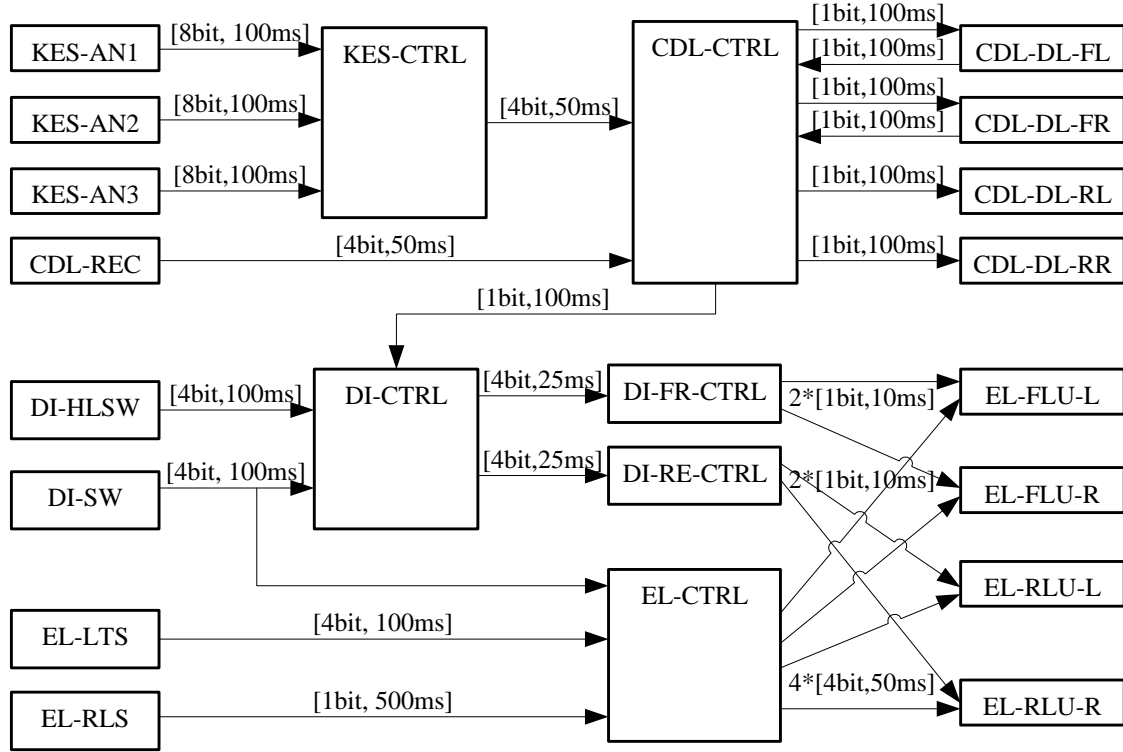 [1bit,100ms]
KES-AN1
[8bit, 100ms]
KES-CTRL
CDL-CTRL
[1bit,100ms]
CDL-DL-FL
KES-AN2
[8bit,100ms]
[4bit,50ms]
[1bit,100ms]
[1bit,100ms]
CDL-DL-FR
KES-AN3
[8bit,100ms]
[1bit,100ms]
CDL-DL-RL
CDL-REC
[4bit,50ms]
[1bit,100ms]
CDL-DL-RR
[1bit,100ms]
DI-HLSW
[4bit,100ms]
DI-CTRL
[4bit,25ms]
DI-FR-CTRL
2*[1bit,10ms]
EL-FLU-L
DI-SW
[4bit, 100ms]
[4bit,25ms]
DI-RE-CTRL
2*[1bit,10ms]
EL-FLU-R
EL-CTRL
EL-RLU-L
EL-LTS
[4bit, 100ms]
EL-RLS
[1bit, 500ms]
4*[4bit,50ms]
EL-RLU-R